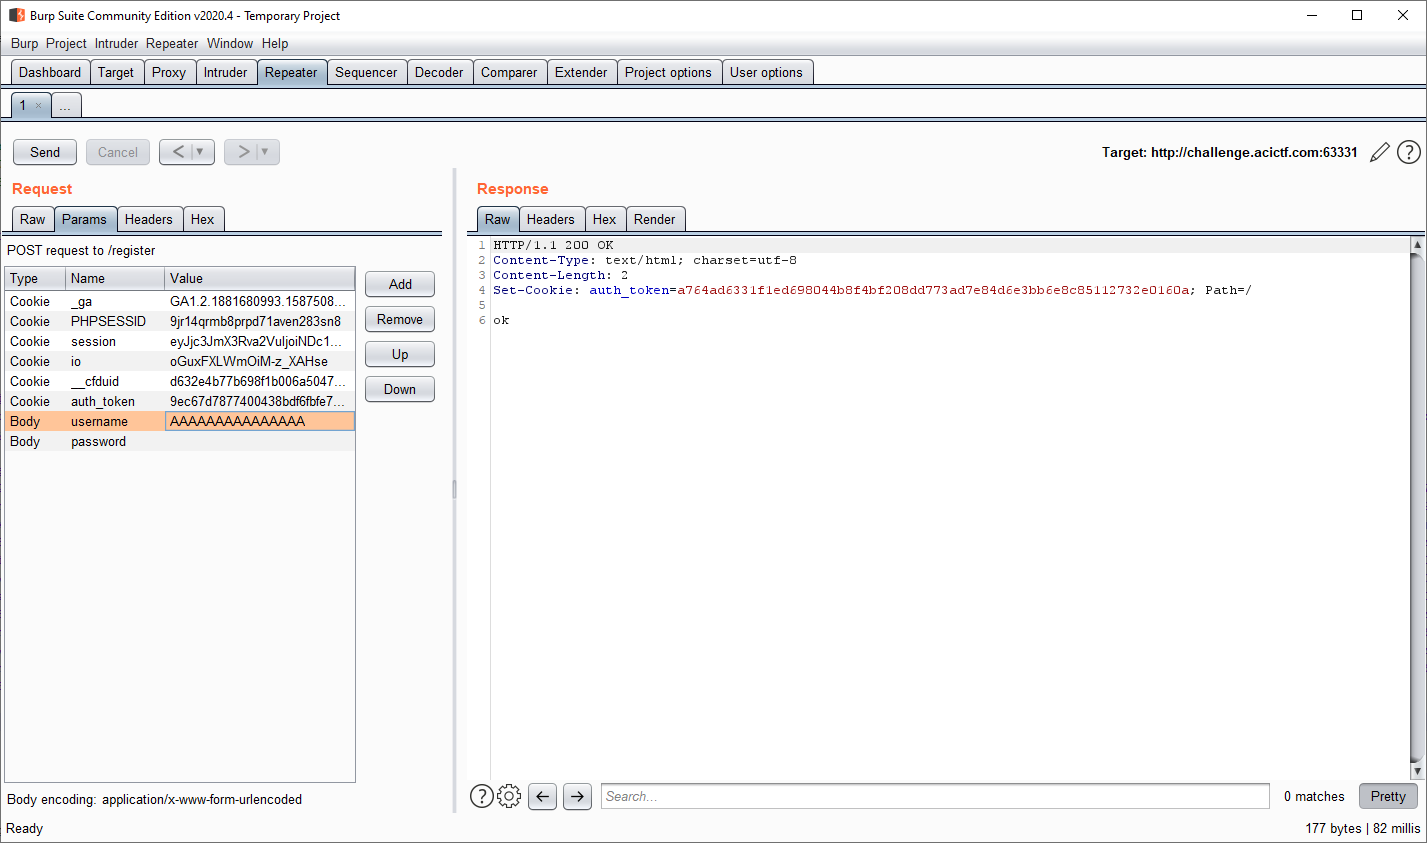 Burp Suite Community Edition v2020.4 - Temporary Project
Burp Project Intruder Repeater Window Help
Dashboard Target Proxy Intruder Repeater Sequencer Decoder Comparer Extender Project options User options
1 × ...
Send Cancel < | ▼ > | ▼ Target: http://challenge.acictf.com:63331 ?
Request
Raw Params Headers Hex
POST request to /register
Type Name Value
Cookie _ga GA1.2.1881680993.1587508...
Cookie PHPSESSID 9jr14qrmb8prpd71aven283sn8
Cookie session eyJjc3JmX3Rva2VuIjoiNDc1...
Cookie io oGuxFXLWmOiM-z_XAHse
Cookie __cfduid d632e4b77b698f1b006a5047...
Cookie auth_token 9ec67d7877400438bdf6fbfe7...
Body username AAAAAAAAAAAAAAA
Body password
Add
Remove
Up
Down
Body encoding: application/x-www-form-urlencoded
Response
Raw Headers Hex Render
1 HTTP/1.1 200 OK
2 Content-Type: text/html; charset=utf-8
3 Content-Length: 2
4 Set-Cookie: auth_token=a764ad6331f1ed698044b8f4bf208dd773ad7e84d6e3bb6e8c85112732e0160a; Path=/
5
6 ok
? Search... 0 matches Pretty
Ready 177 bytes | 82 millis